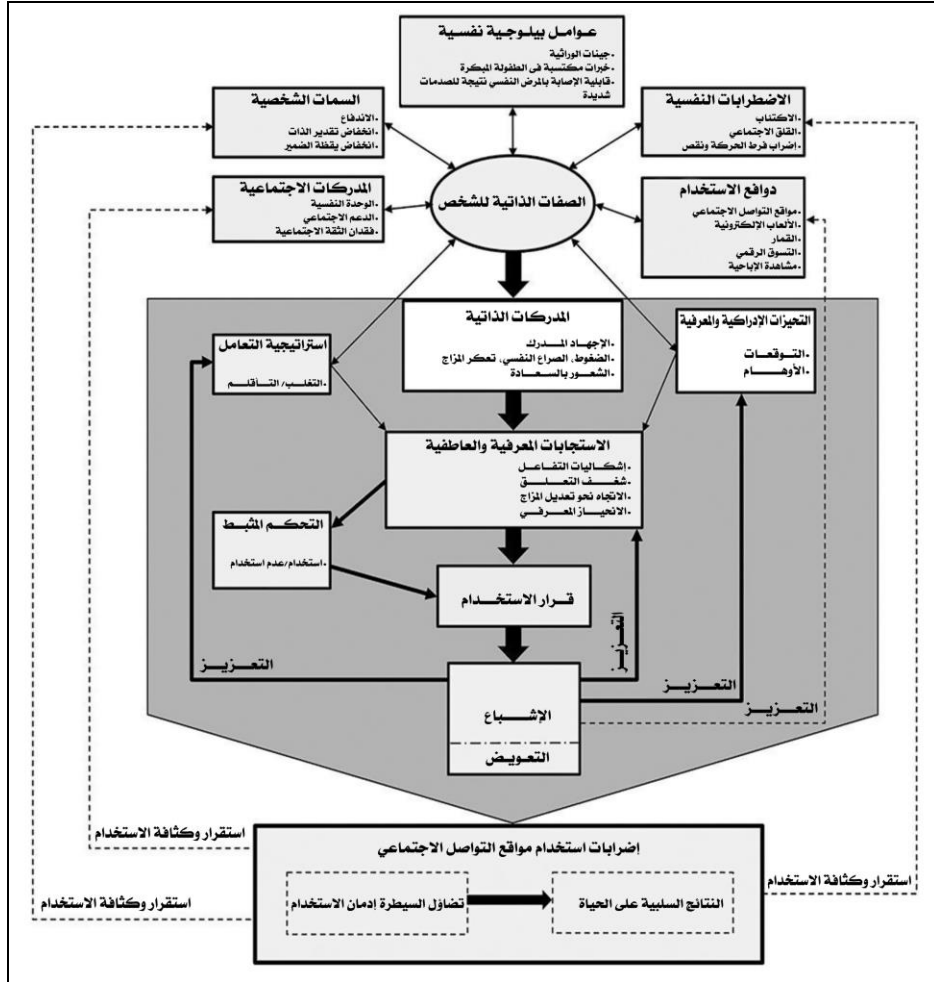 عوامل بيلوجية نفسية
-جينات الوراثية
-خبرات مكتسبة فى الطفولة المبكرة
-قابلية الإصابة بالمرض النفسي نتيجة للصدمات
شديدة
الاضطرابات النفسية
-الاكتئاب
-القلق الاجتماعي
-إضراب فرط الحركة ونقص
السمات الشخصية
-الاندفاع
-انخفاض تقدير الذات
-انخفاض يقظة الضمير
الصفات الذاتية للشخص
دوافع الاستخدام
-مواقع التواصل الاجتماعي
-الألعاب الإلكترونية
-القمار
-التسوق الرقمي
-مشاهدة الإباحية
المدركات الاجتماعية
-الوحدة النفسية
-الدعم الاجتماعي
-فقدان الثقة الاجتماعية
التحيزات الإدراكية والمعرفية
-التوقعات
-الأوهام
المدركات الذاتية
-الإجهاد المدرك
-الضغوط، الصراع النفسي، تعكر المزاج
-الشعور بالسعادة
استراتيجية التعامل
-التغلب/ التأقلم
الاستجابات المعرفية والعاطفية
-إشكاليات التفاعل
-شغف التعلق
-الاتجاه نحو تعديل المزاج
-الانحياز المعرفي
التحكم المثبط
-استخدام/عدم استخدام
قرار الاستخدام
التعزيز
التعزيز
التعزيز
التعزيز
الإشباع
التعويض
استقرار وكثافة الاستخدام
استقرار وكثافة الاستخدام
استقرار وكثافة الاستخدام
إضرابات استخدام مواقع التواصل الاجتماعي
النتائج السلبية على الحياة
تضاؤل السيطرة إدمان الاستخدام